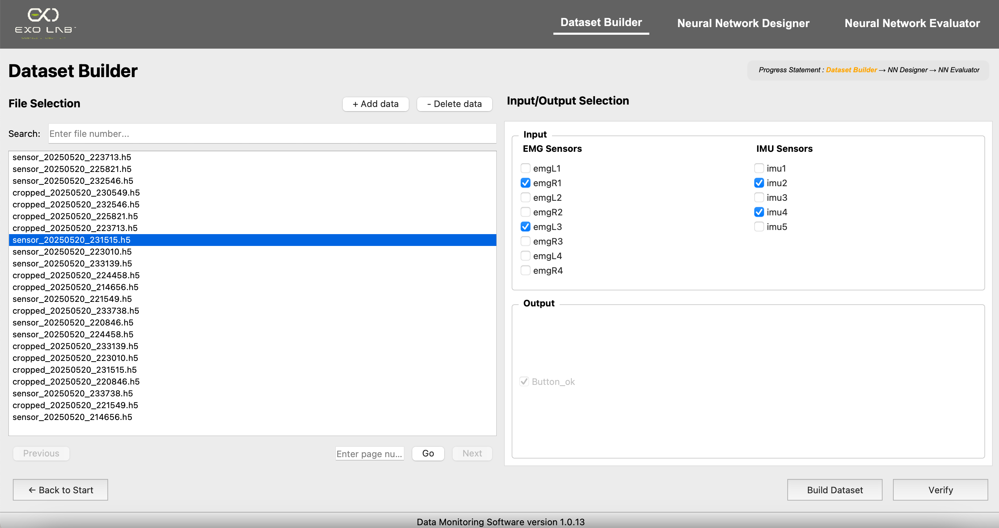 EXO LAB
Dataset Builder
Neural Network Designer
Neural Network Evaluator
Dataset Builder
Progress Statement : Dataset Builder → NN Designer → NN Evaluator
File Selection
+ Add data
- Delete data
Search:
Enter file number...
sensor_20250520_223713.h5
sensor_20250520_225821.h5
sensor_20250520_232546.h5
cropped_20250520_230549.h5
cropped_20250520_232546.h5
cropped_20250520_225821.h5
cropped_20250520_223713.h5
sensor_20250520_231515.h5
sensor_20250520_223010.h5
sensor_20250520_233139.h5
cropped_20250520_224458.h5
cropped_20250520_214656.h5
sensor_20250520_221549.h5
cropped_20250520_233738.h5
sensor_20250520_220846.h5
sensor_20250520_224458.h5
cropped_20250520_233139.h5
cropped_20250520_223010.h5
cropped_20250520_231515.h5
cropped_20250520_220846.h5
sensor_20250520_233738.h5
cropped_20250520_221549.h5
sensor_20250520_214656.h5
Previous
Enter page nu...
Go
Next
Input/Output Selection
Input
EMG Sensors
emgL1
emgR1
emgL2
emgR2
emgL3
emgR3
emgL4
emgR4
IMU Sensors
imu1
imu2
imu3
imu4
imu5
Output
Button_ok
← Back to Start
Build Dataset
Verify
Data Monitoring Software version 1.0.13